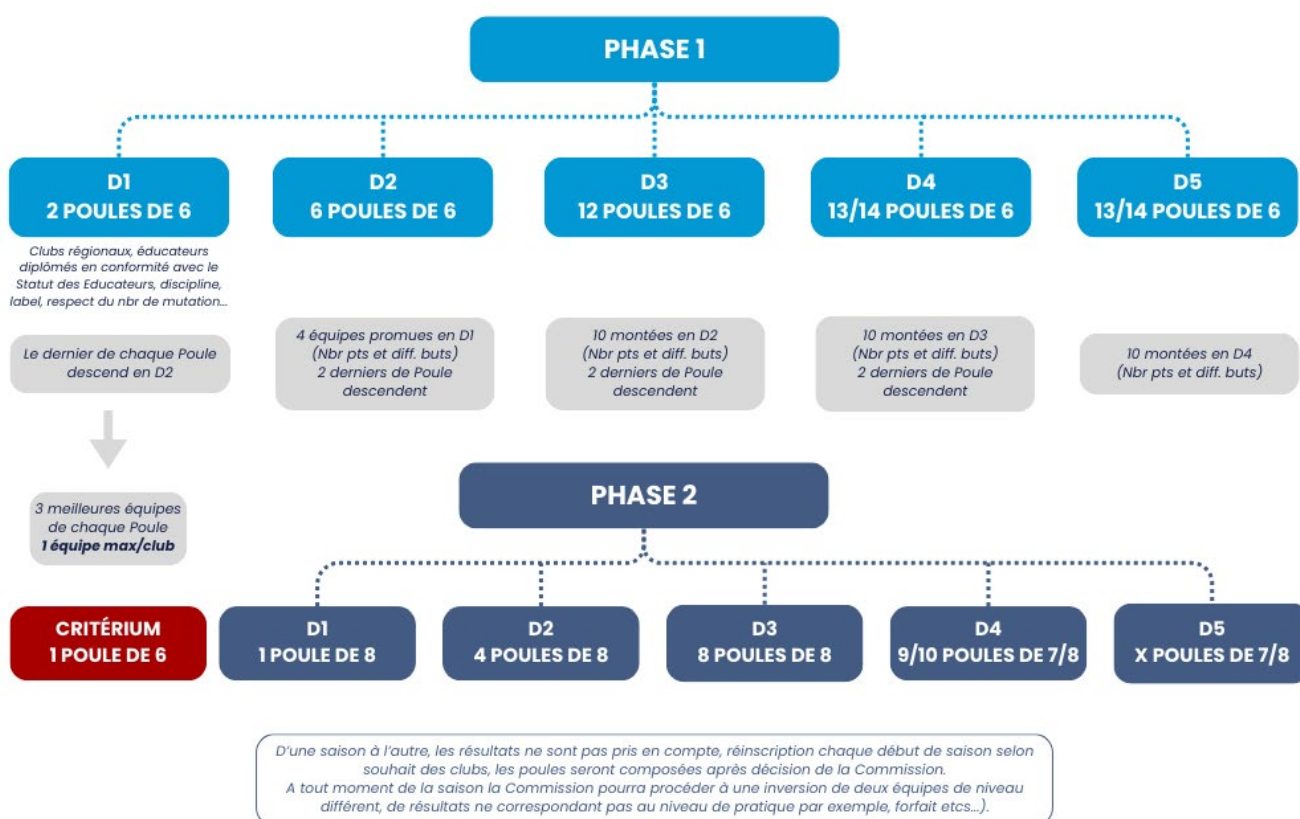 PHASE 1
D1
2 POULES DE 6
D2
6 POULES DE 6
D3
12 POULES DE 6
D4
13/14 POULES DE 6
D5
13/14 POULES DE 6
Clubs régionaux, éducateurs
diplômés en conformité avec le
Statut des Educateurs, discipline,
label, respect du nbr de mutation...
Le dernier de chaque Poule
descend en D2
4 équipes promues en D1
(Nbr pts et diff. buts)
2 derniers de Poule
descendent
10 montées en D2
(Nbr pts et diff. buts)
2 derniers de Poule
descendent
10 montées en D3
(Nbr pts et diff. buts)
2 derniers de Poule
descendent
10 montées en D4
(Nbr pts et diff. buts)
3 meilleures équipes
de chaque Poule
1 équipe max/club
PHASE 2
CRITÉRIUM
1 POULE DE 6
D1
1 POULE DE 8
D2
4 POULES DE 8
D3
8 POULES DE 8
D4
9/10 POULES DE 7/8
D5
X POULES DE 7/8
D'une saison à l'autre, les résultats ne sont pas pris en compte, réinscription chaque début de saison selon
souhait des clubs, les poules seront composées après décision de la Commission.
A tout moment de la saison la Commission pourra procéder à une inversion de deux équipes de niveau
différent, de résultats ne correspondant pas au niveau de pratique par exemple, forfait etcs...).